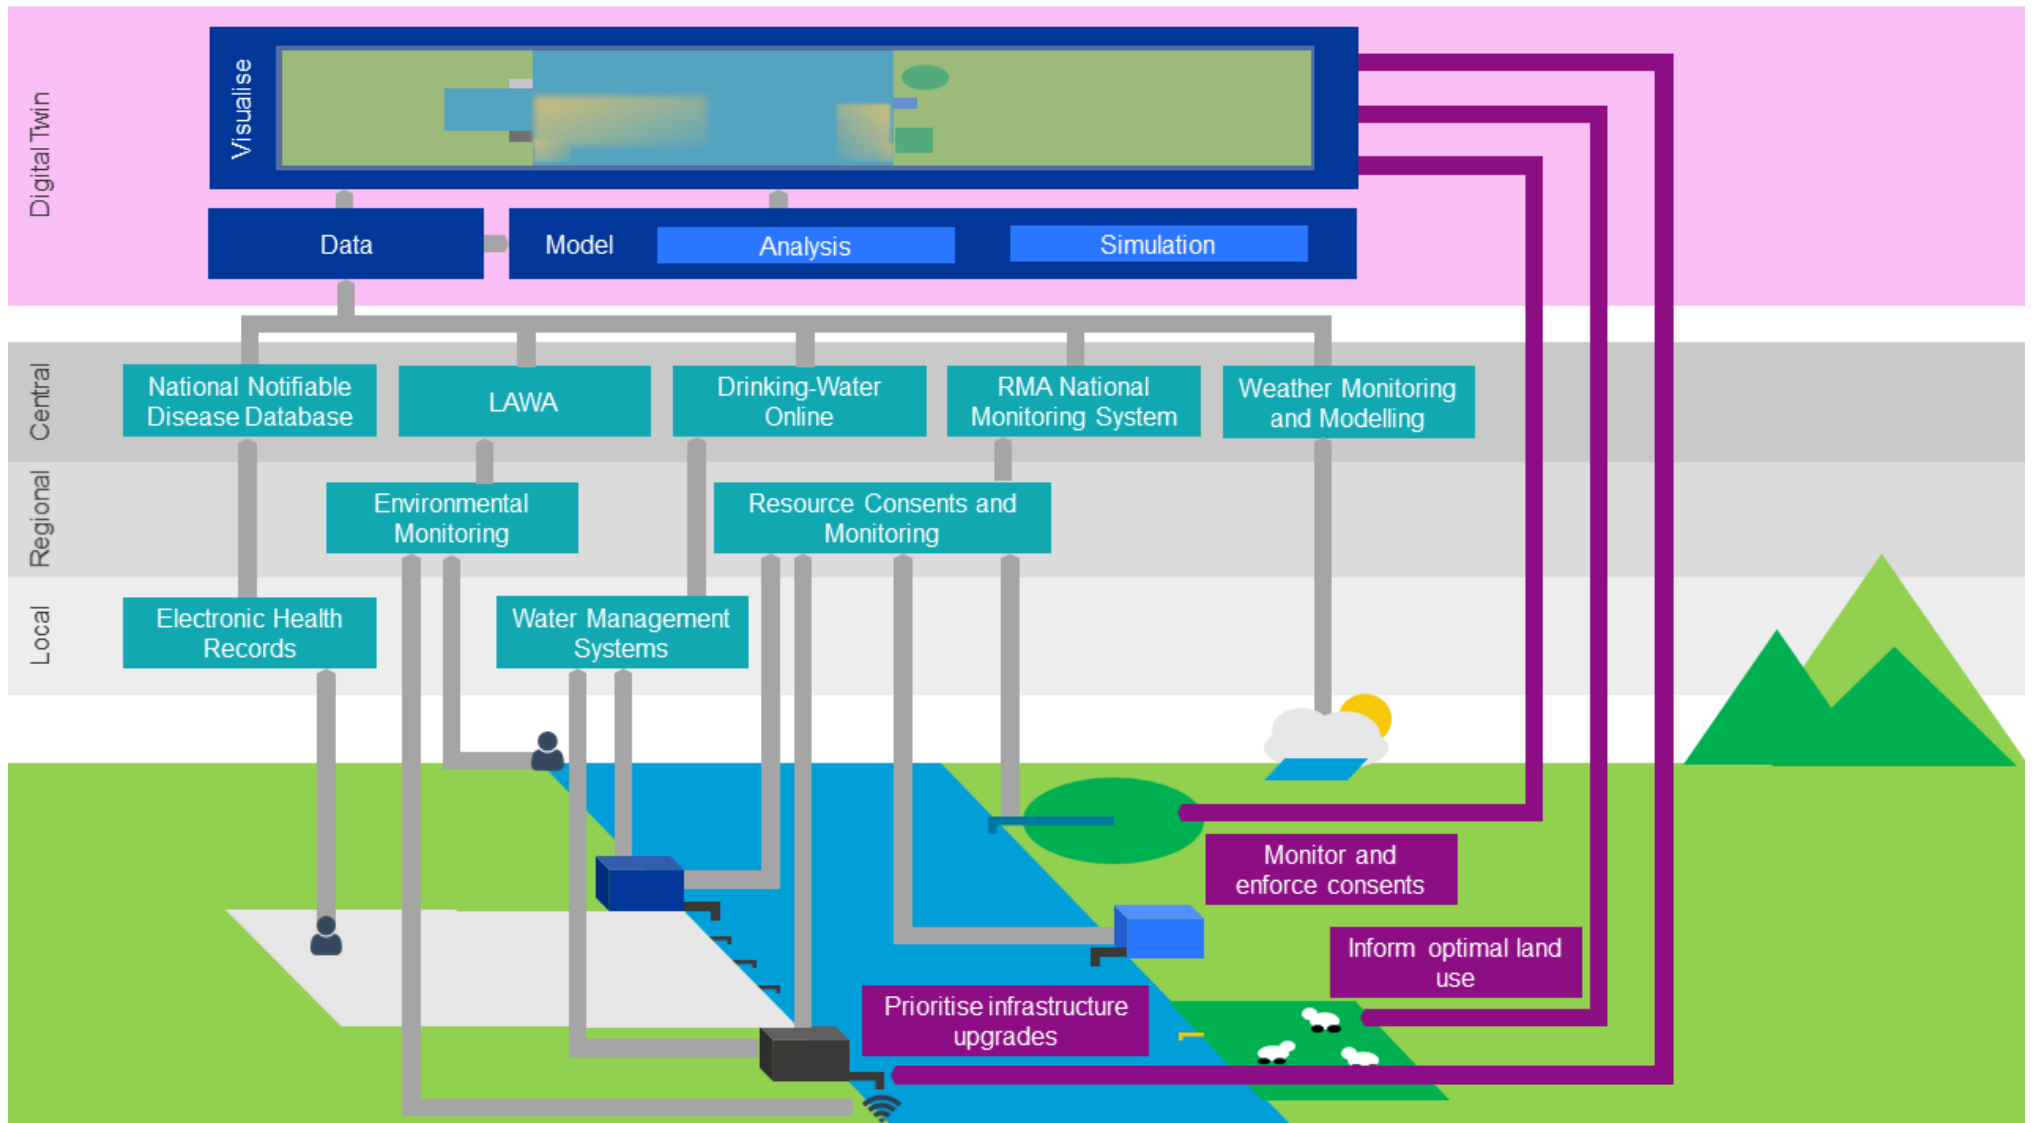 Digital Twin
Visualise
Data
Model
Analysis
Simulation
Central
National Notifiable
Disease Database
LAWA
Drinking-Water
Online
RMA National
Monitoring System
Weather Monitoring
and Modelling
Regional
Environmental
Monitoring
Resource Consents and
Monitoring
Local
Electronic Health
Records
Water Management
Systems
Monitor and
enforce consents
Inform optimal land
use
Prioritise infrastructure
upgrades